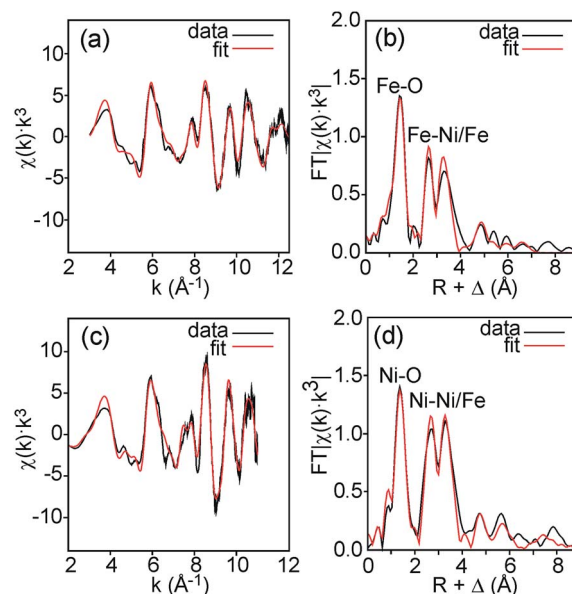 (a)
data
fit
10
5
0
-5
-10
χ(k)·k³
2 4 6 8 10 12
k (Å⁻¹)
(b)
data
fit
2.0
1.5
1.0
0.5
0.0
FT|χ(k)·k³|
Fe-O
Fe-Ni/Fe
0 2 4 6 8
R + Δ (Å)
(c)
data
fit
10
5
0
-5
-10
χ(k)·k³
2 4 6 8 10 12
k (Å⁻¹)
(d)
data
fit
2.0
1.5
1.0
0.5
0.0
FT|χ(k)·k³|
Ni-O
Ni-Ni/Fe
0 2 4 6 8
R + Δ (Å)